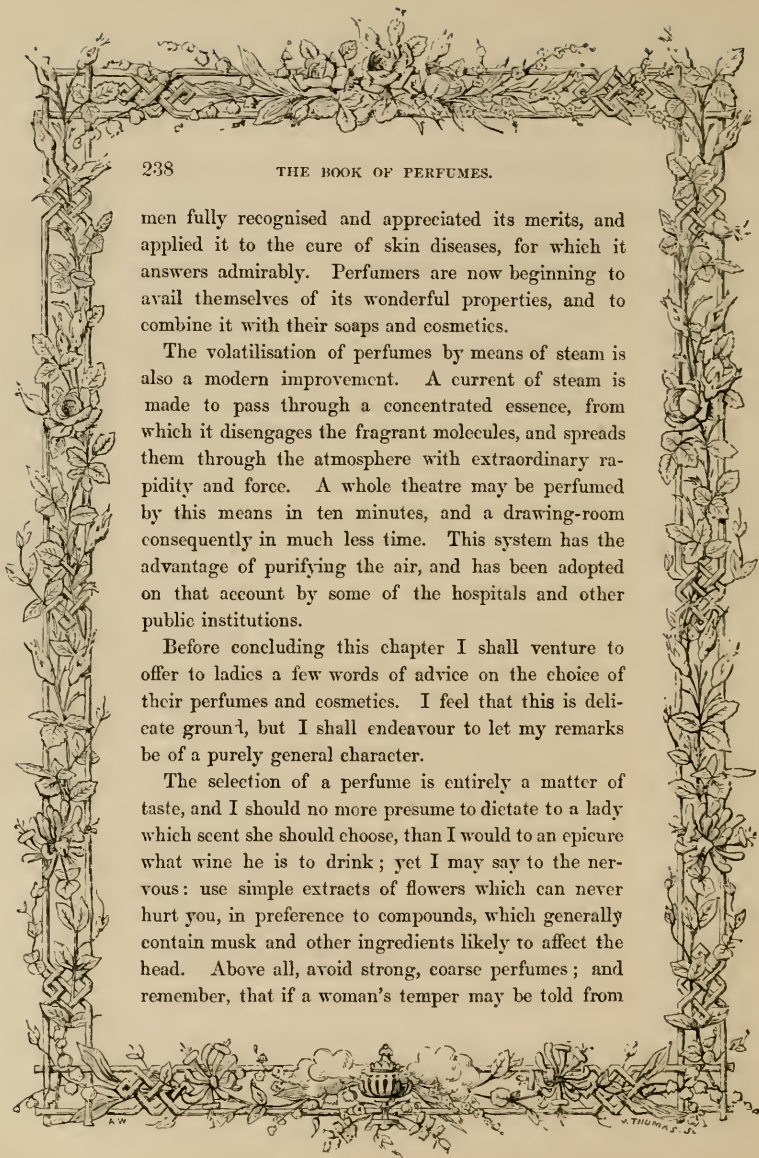 238 THE BOOK OF PERFUMES.
men fully recognised and appreciated its merits, and
applied it to the cure of skin diseases, for which it
answers admirably. Perfumers are now beginning to
avail themselves of its wonderful properties, and to
combine it with their soaps and cosmetics.
The volatilisation of perfumes by means of steam is
also a modern improvement. A current of steam is
made to pass through a concentrated essence, from
which it disengages the fragrant molecules, and spreads
them through the atmosphere with extraordinary ra-
pidity and force. A whole theatre may be perfumed
by this means in ten minutes, and a drawing-room
consequently in much less time. This system has the
advantage of purifying the air, and has been adopted
on that account by some of the hospitals and other
public institutions.
Before concluding this chapter I shall venture to
offer to ladies a few words of advice on the choice of
their perfumes and cosmetics. I feel that this is deli-
cate ground, but I shall endeavour to let my remarks
be of a purely general character.
The selection of a perfume is entirely a matter of
taste, and I should no more presume to dictate to a lady
which scent she should choose, than I would to an epicure
what wine he is to drink ; yet I may say to the ner-
vous : use simple extracts of flowers which can never
hurt you, in preference to compounds, which generally
contain musk and other ingredients likely to affect the
head. Above all, avoid strong, coarse perfumes ; and
remember, that if a woman's temper may be told from
A W
J. THOMAS. S.